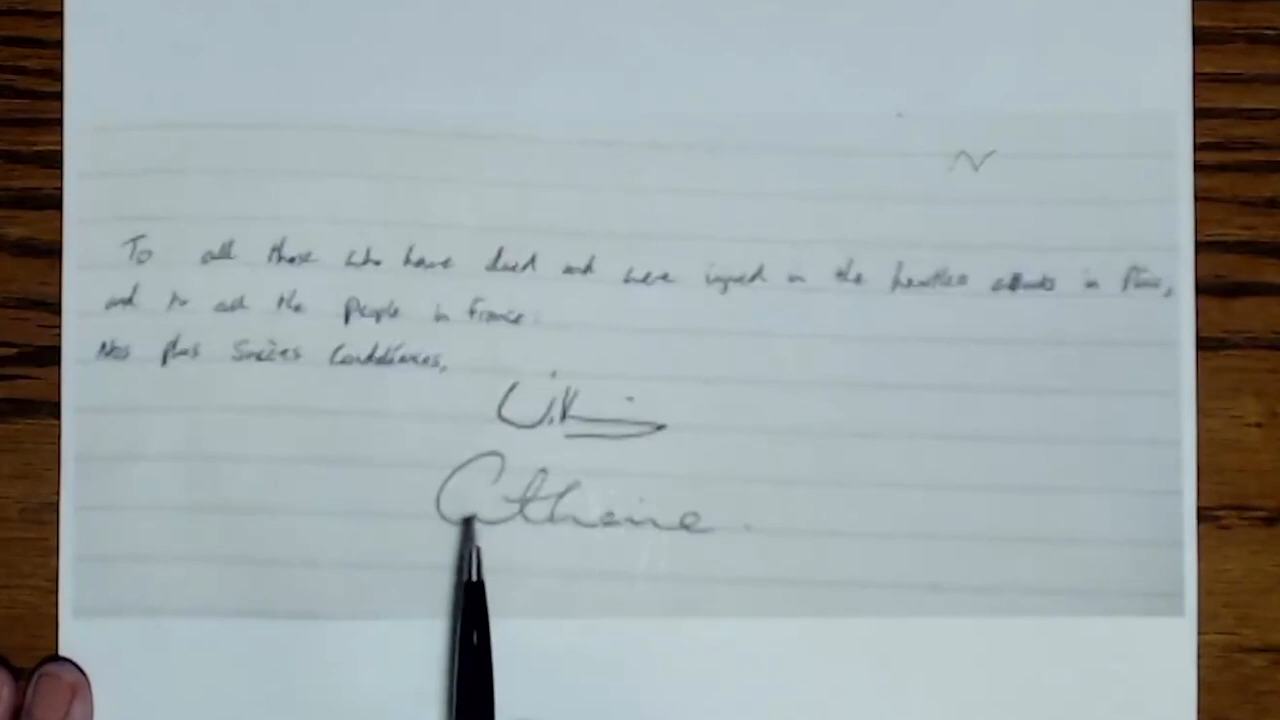 To all those who have died and were injured in the heartless attacks in Paris,
and to all the people in France.
Nos plus Sincères Condoléances,
Catherine